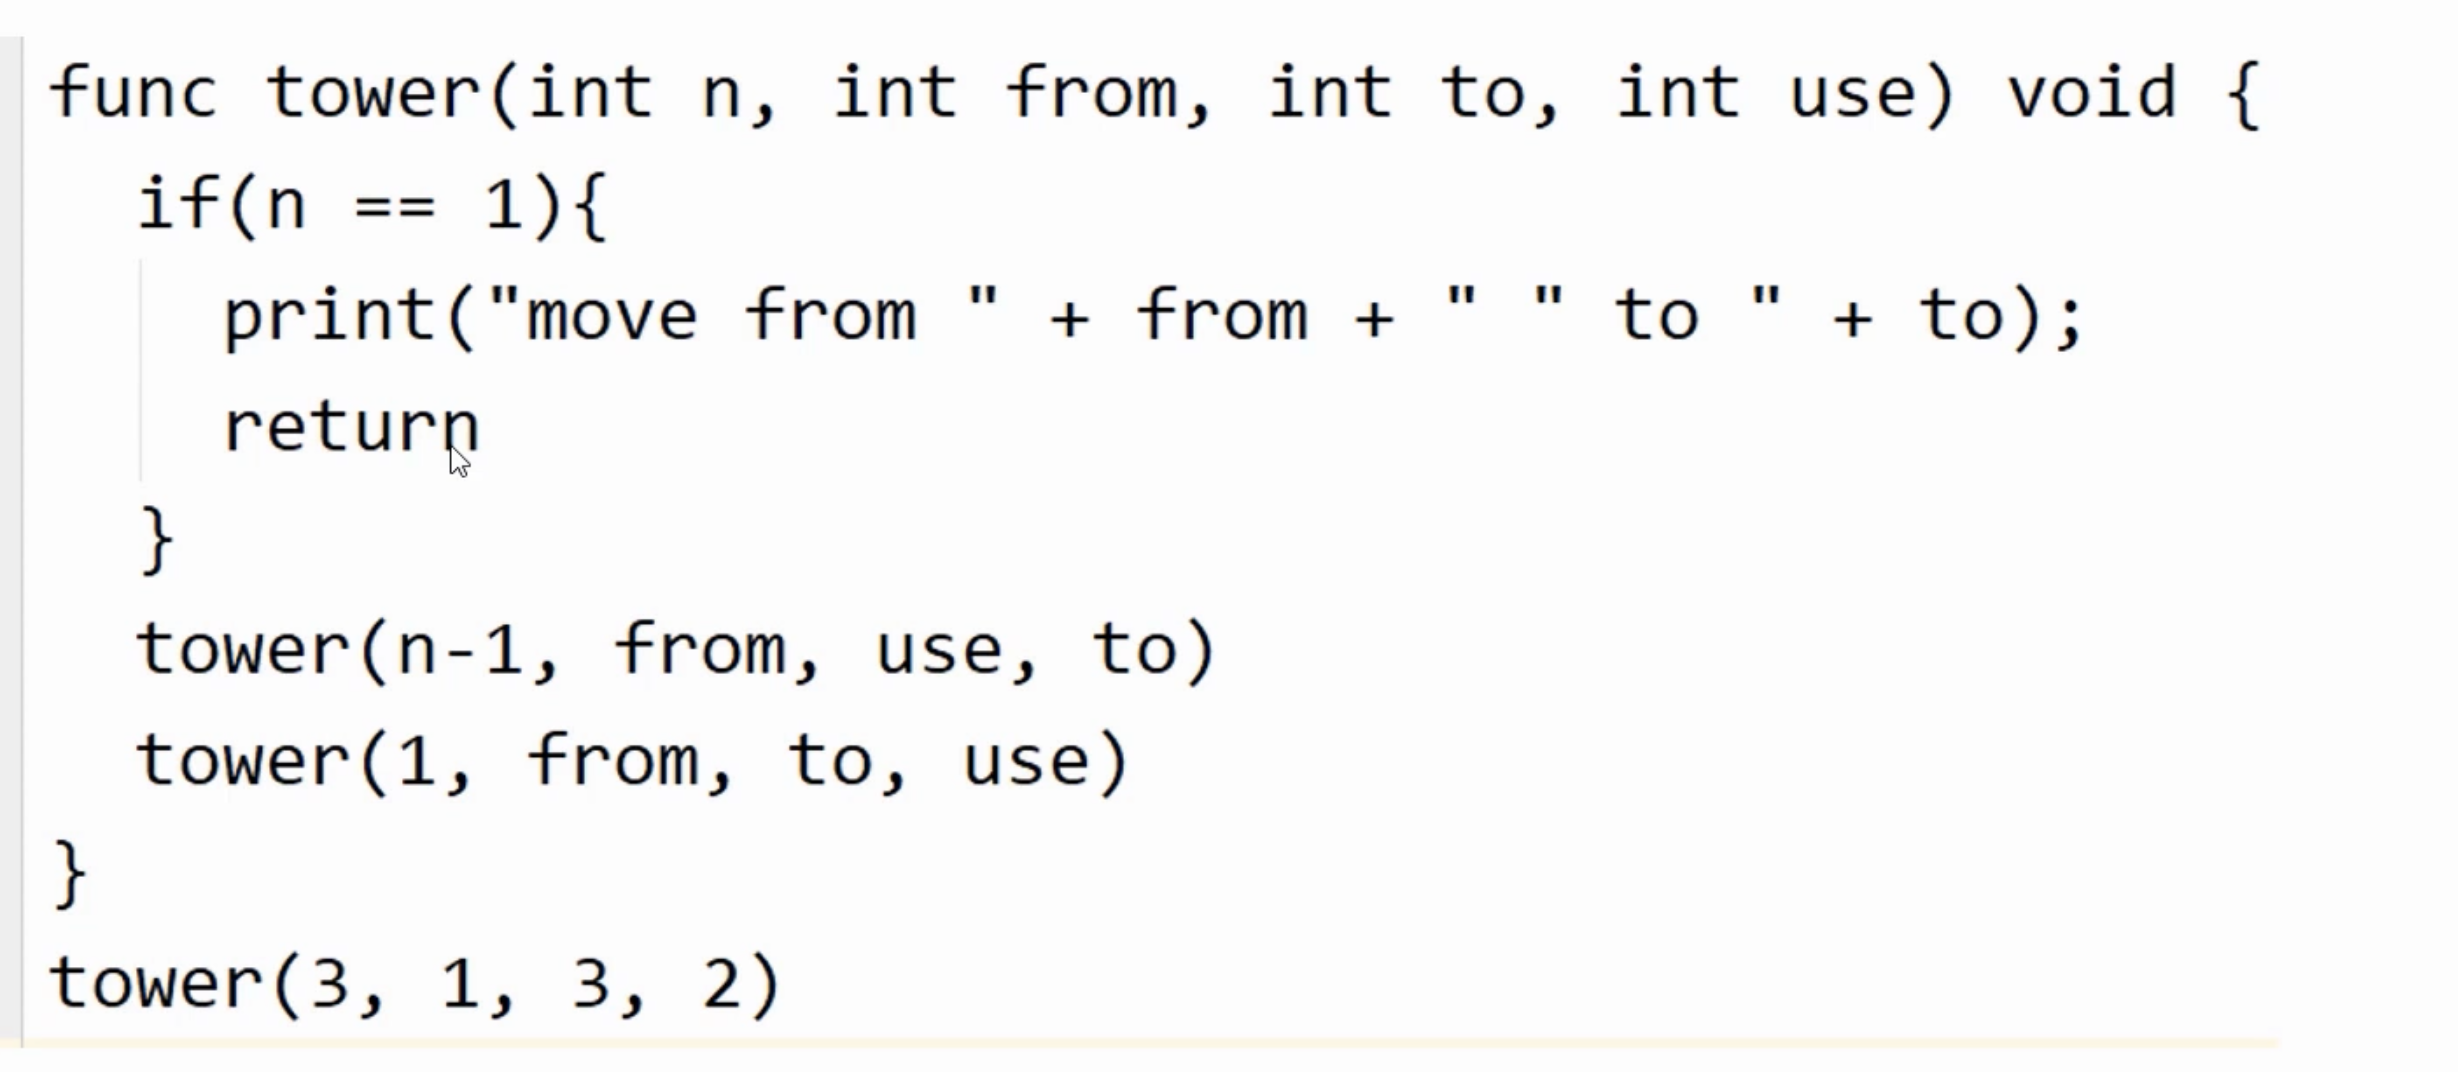 func tower(int n, int from, int to, int use) void {
if(n == 1){
print("move from " + from + " " to " + to);
return
}
tower(n-1, from, use, to)
tower(1, from, to, use)
}
tower(3, 1, 3, 2)